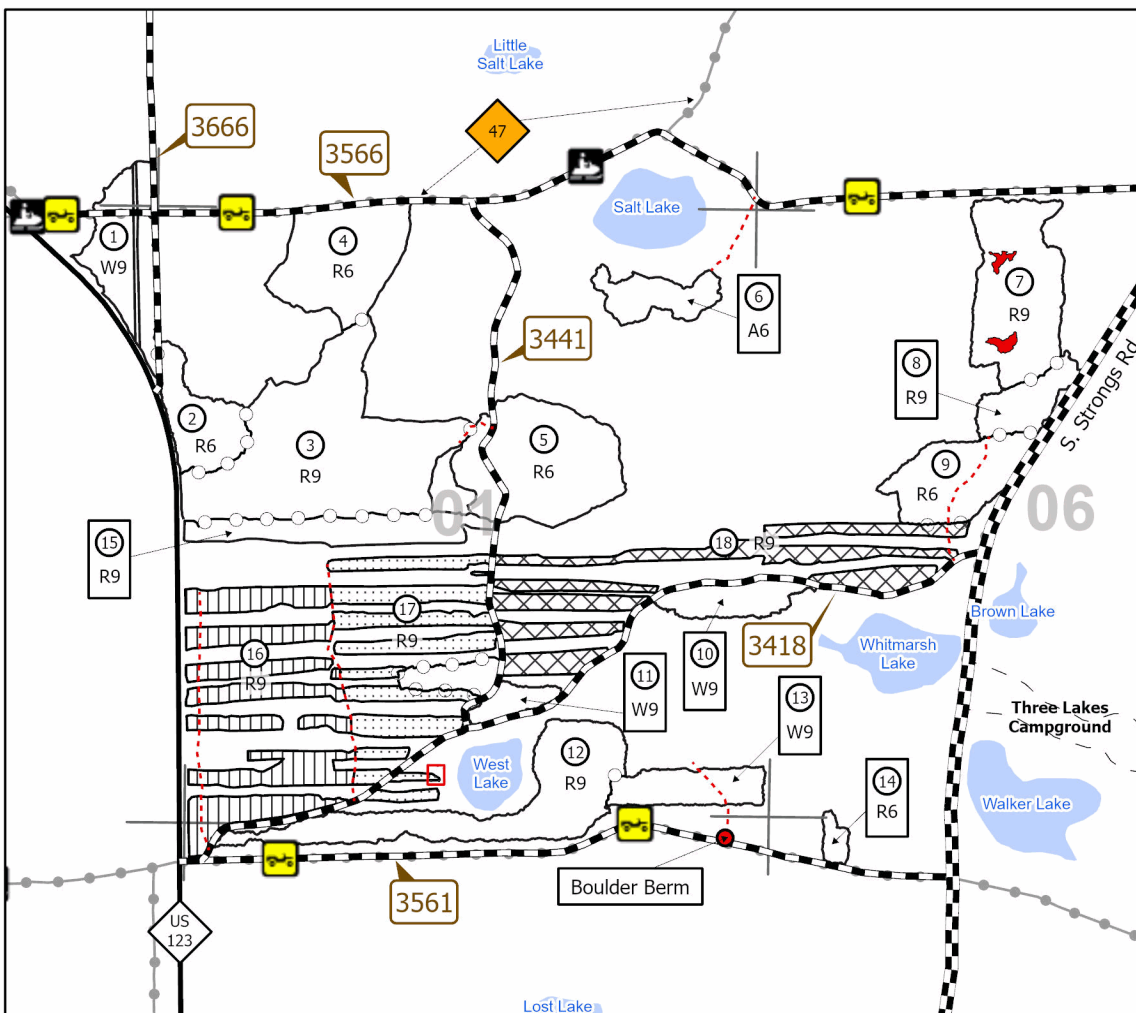 Little
Salt Lake
47
3666
3566
Salt Lake
1
W9
4
R6
6
A6
7
R9
3441
8
R9
S. Strongs Rd
2
R6
3
R9
5
R6
9
R6
01
06
15
R9
18
R9
17
R9
16
R9
10
W9
3418
Brown Lake
Whitmarsh
Lake
11
W9
13
W9
Three Lakes
Campground
12
R9
West
Lake
14
R6
Walker Lake
Boulder Berm
3561
US
123
Lost Lake